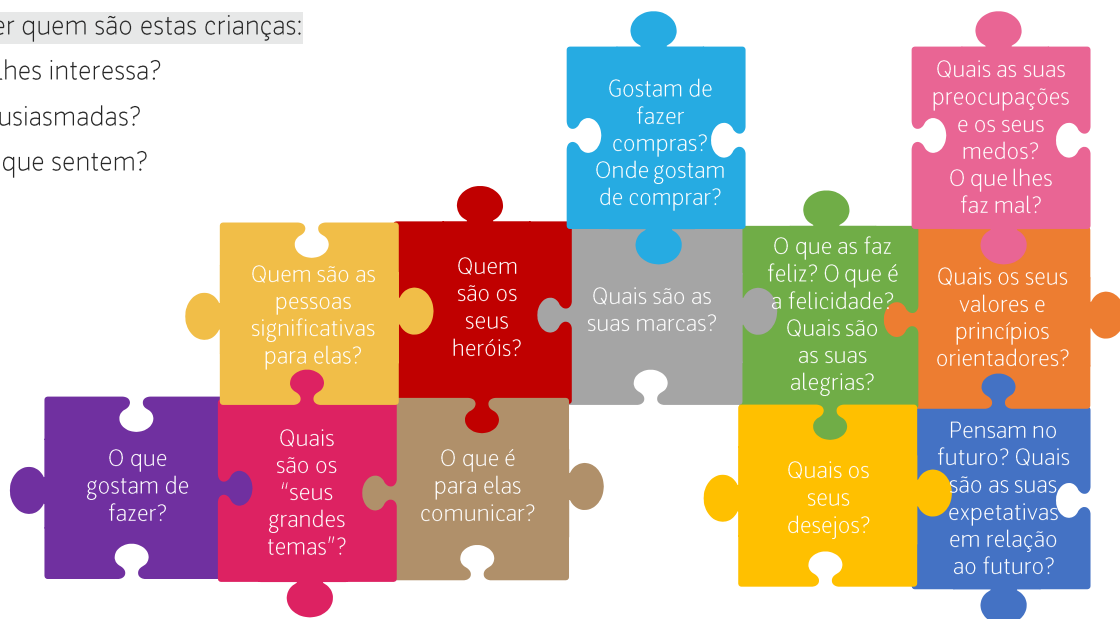 er quem são estas crianças:
lhes interessa?
usiasmadas?
que sentem?
Gostam de
fazer
compras?
Onde gostam
de comprar?
Quais as suas
preocupações
e os seus
medos?
O que lhes
faz mal?
Quem são as
pessoas
significativas
para elas?
Quem
são os
seus
heróis?
Quais são as
suas marcas?
O que as faz
feliz? O que é
a felicidade?
Quais são
as suas
alegrias?
Quais os seus
valores e
princípios
orientadores?
O que
gostam de
fazer?
Quais
são os
“seus
grandes
temas”?
O que é
para elas
comunicar?
Quais os
seus
desejos?
Pensam no
futuro? Quais
são as suas
expetativas
em relação
ao futuro?